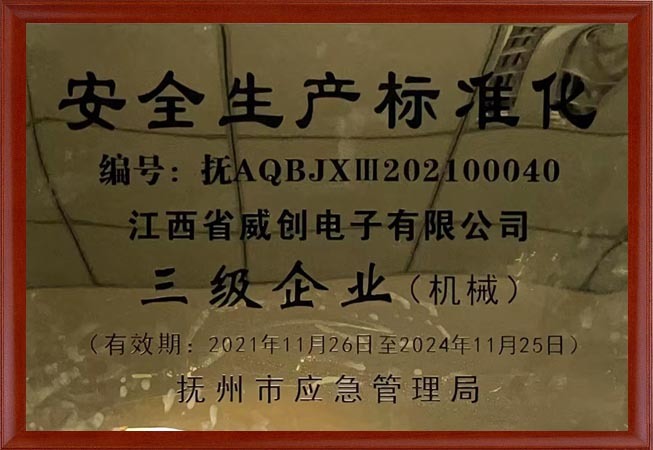 安全生产标准化
编号：抚AQBJXⅢ202100040
江西省威创电子有限公司
三级企业（机械）
（有效期：2021年11月26日至2024年11月25日）
抚州市应急管理局